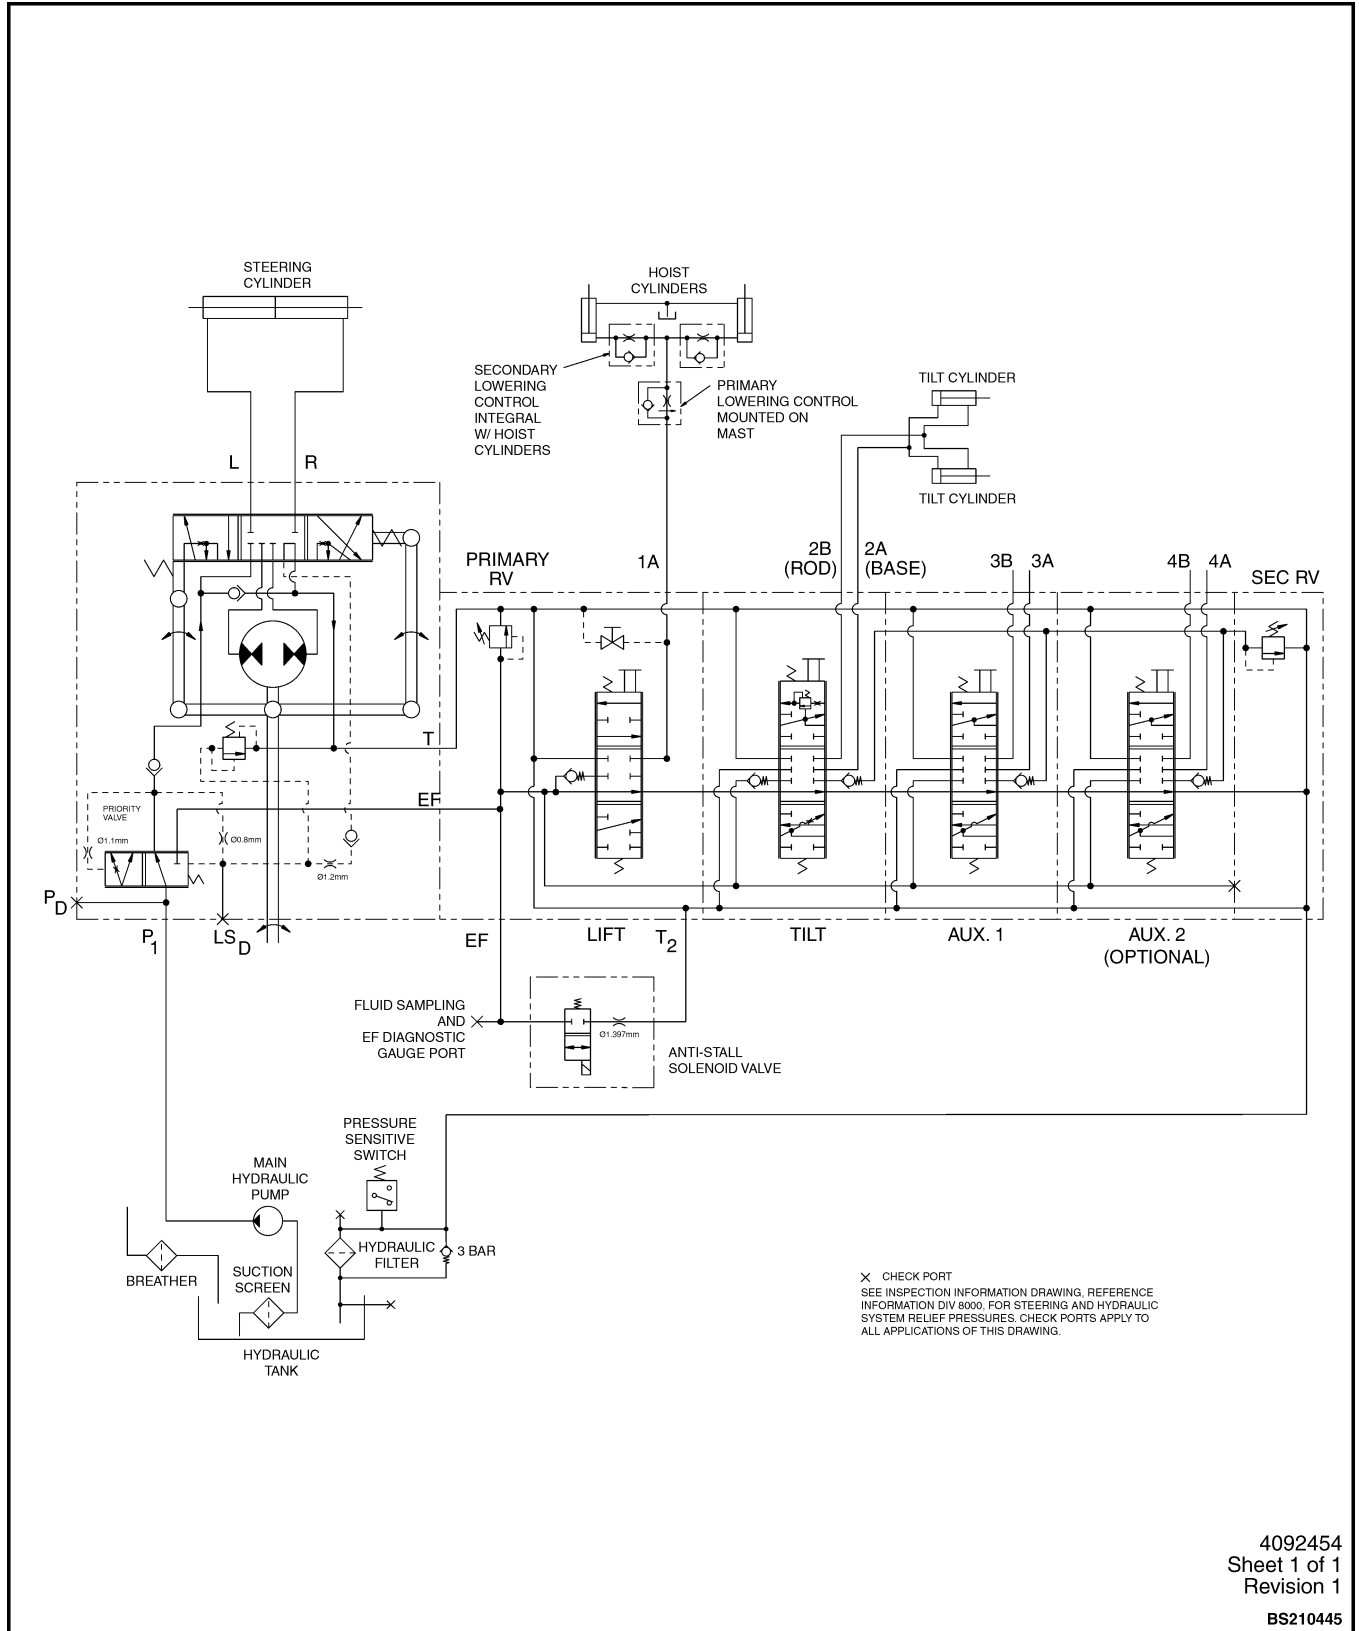 STEERING
CYLINDER
HOIST
CYLINDERS
SECONDARY
LOWERING
CONTROL
INTEGRAL
W/ HOIST
CYLINDERS
PRIMARY
LOWERING CONTROL
MOUNTED ON
MAST
TILT CYLINDER
TILT CYLINDER
L
R
PRIMARY
RV
1A
2B
(ROD)
2A
(BASE)
3B
3A
4B
4A
SEC RV
T
EF
PRIORITY
VALVE
Ø1.1mm
Ø0.8mm
Ø1.2mm
PD
P1
LSD
EF
LIFT
T2
TILT
AUX. 1
AUX. 2
(OPTIONAL)
FLUID SAMPLING
AND
EF DIAGNOSTIC
GAUGE PORT
Ø1.397mm
ANTI-STALL
SOLENOID VALVE
PRESSURE
SENSITIVE
SWITCH
MAIN
HYDRAULIC
PUMP
HYDRAULIC
FILTER
3 BAR
BREATHER
SUCTION
SCREEN
HYDRAULIC
TANK
CHECK PORT
SEE INSPECTION INFORMATION DRAWING, REFERENCE
INFORMATION DIV 8000, FOR STEERING AND HYDRAULIC
SYSTEM RELIEF PRESSURES. CHECK PORTS APPLY TO
ALL APPLICATIONS OF THIS DRAWING.
4092454
Sheet 1 of 1
Revision 1
BS210445